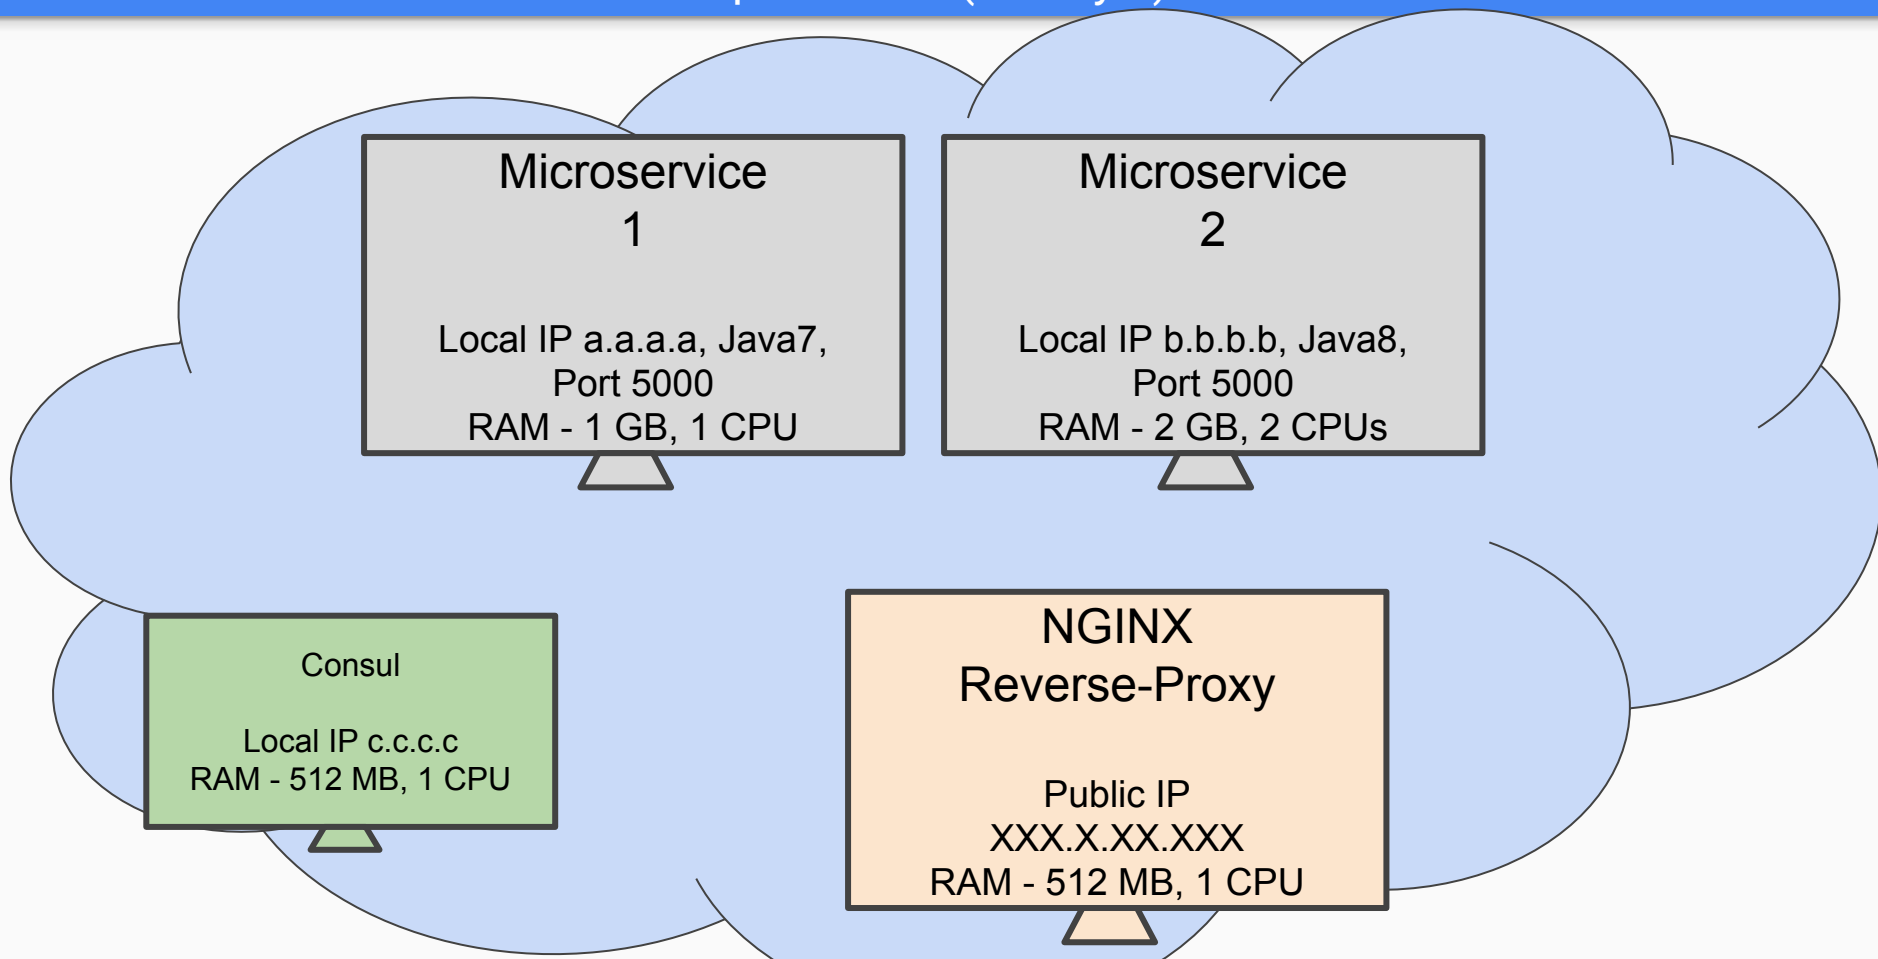 Microservice
1
Local IP a.a.a.a, Java7,
Port 5000
RAM - 1 GB, 1 CPU
Microservice
2
Local IP b.b.b.b, Java8,
Port 5000
RAM - 2 GB, 2 CPUs
Consul
Local IP c.c.c.c
RAM - 512 MB, 1 CPU
NGINX
Reverse-Proxy
Public IP
XXX.X.XX.XXX
RAM - 512 MB, 1 CPU